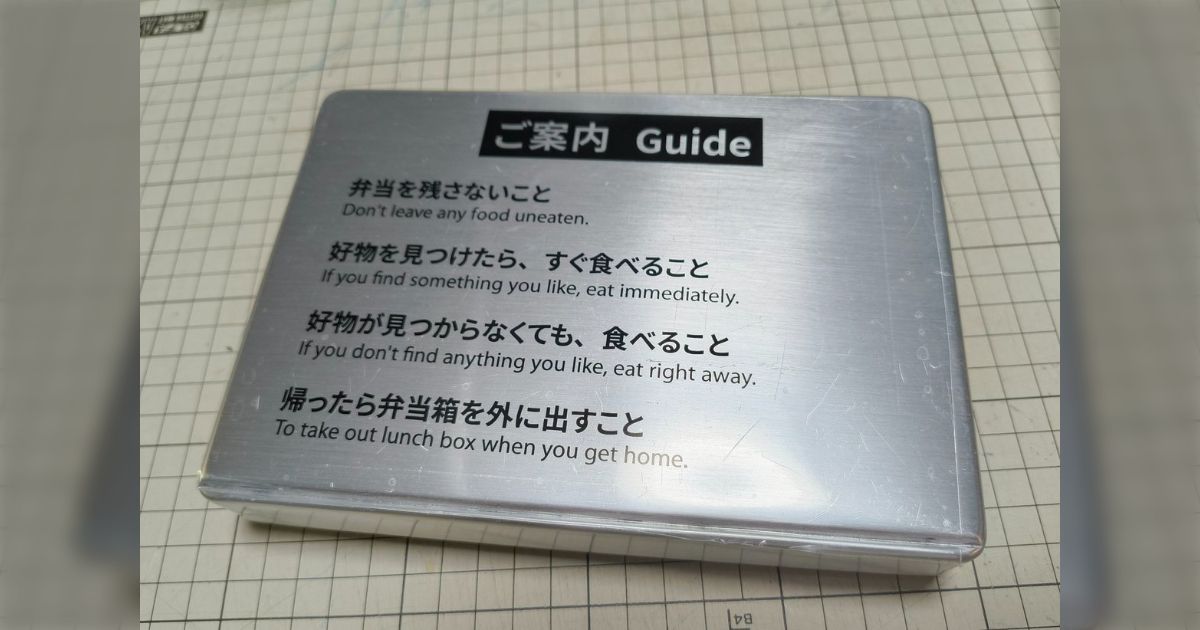 ご案内 Guide
弁当を残さないこと
Don't leave any food uneaten.
好物を見つけたら、すぐ食べること
If you find something you like, eat immediately.
好物が見つからなくても、食べること
If you don't find anything you like, eat right away.
帰ったら弁当箱を外に出すこと
To take out lunch box when you get home.
B4